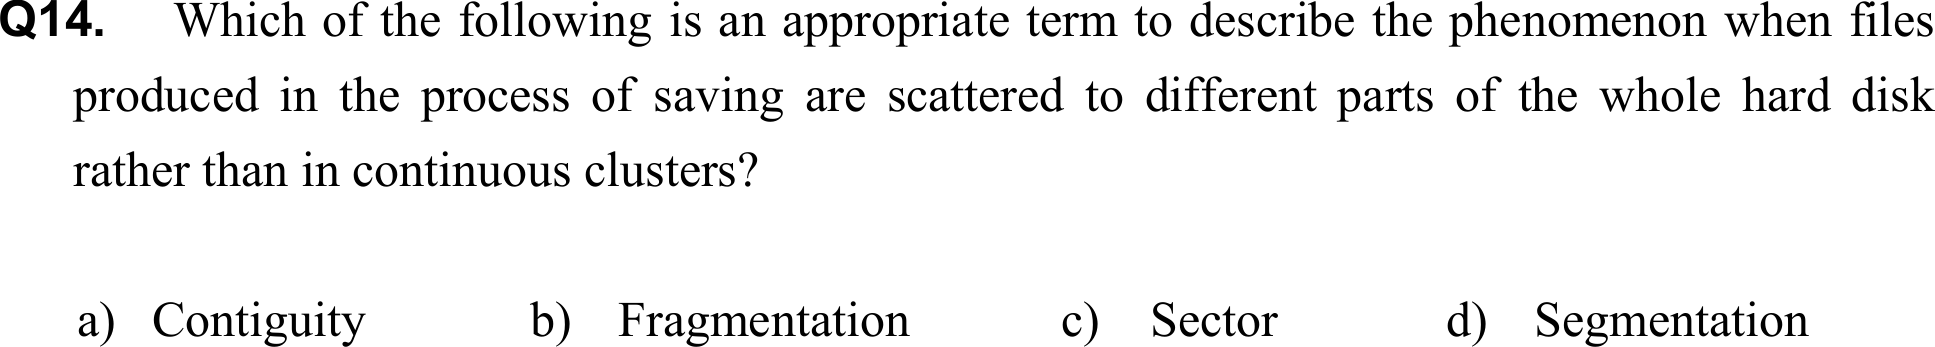 Q14. Which of the following is an appropriate term to describe the phenomenon when files
produced in the process of saving are scattered to different parts of the whole hard disk
rather than in continuous clusters?
a) Contiguity b) Fragmentation c) Sector d) Segmentation